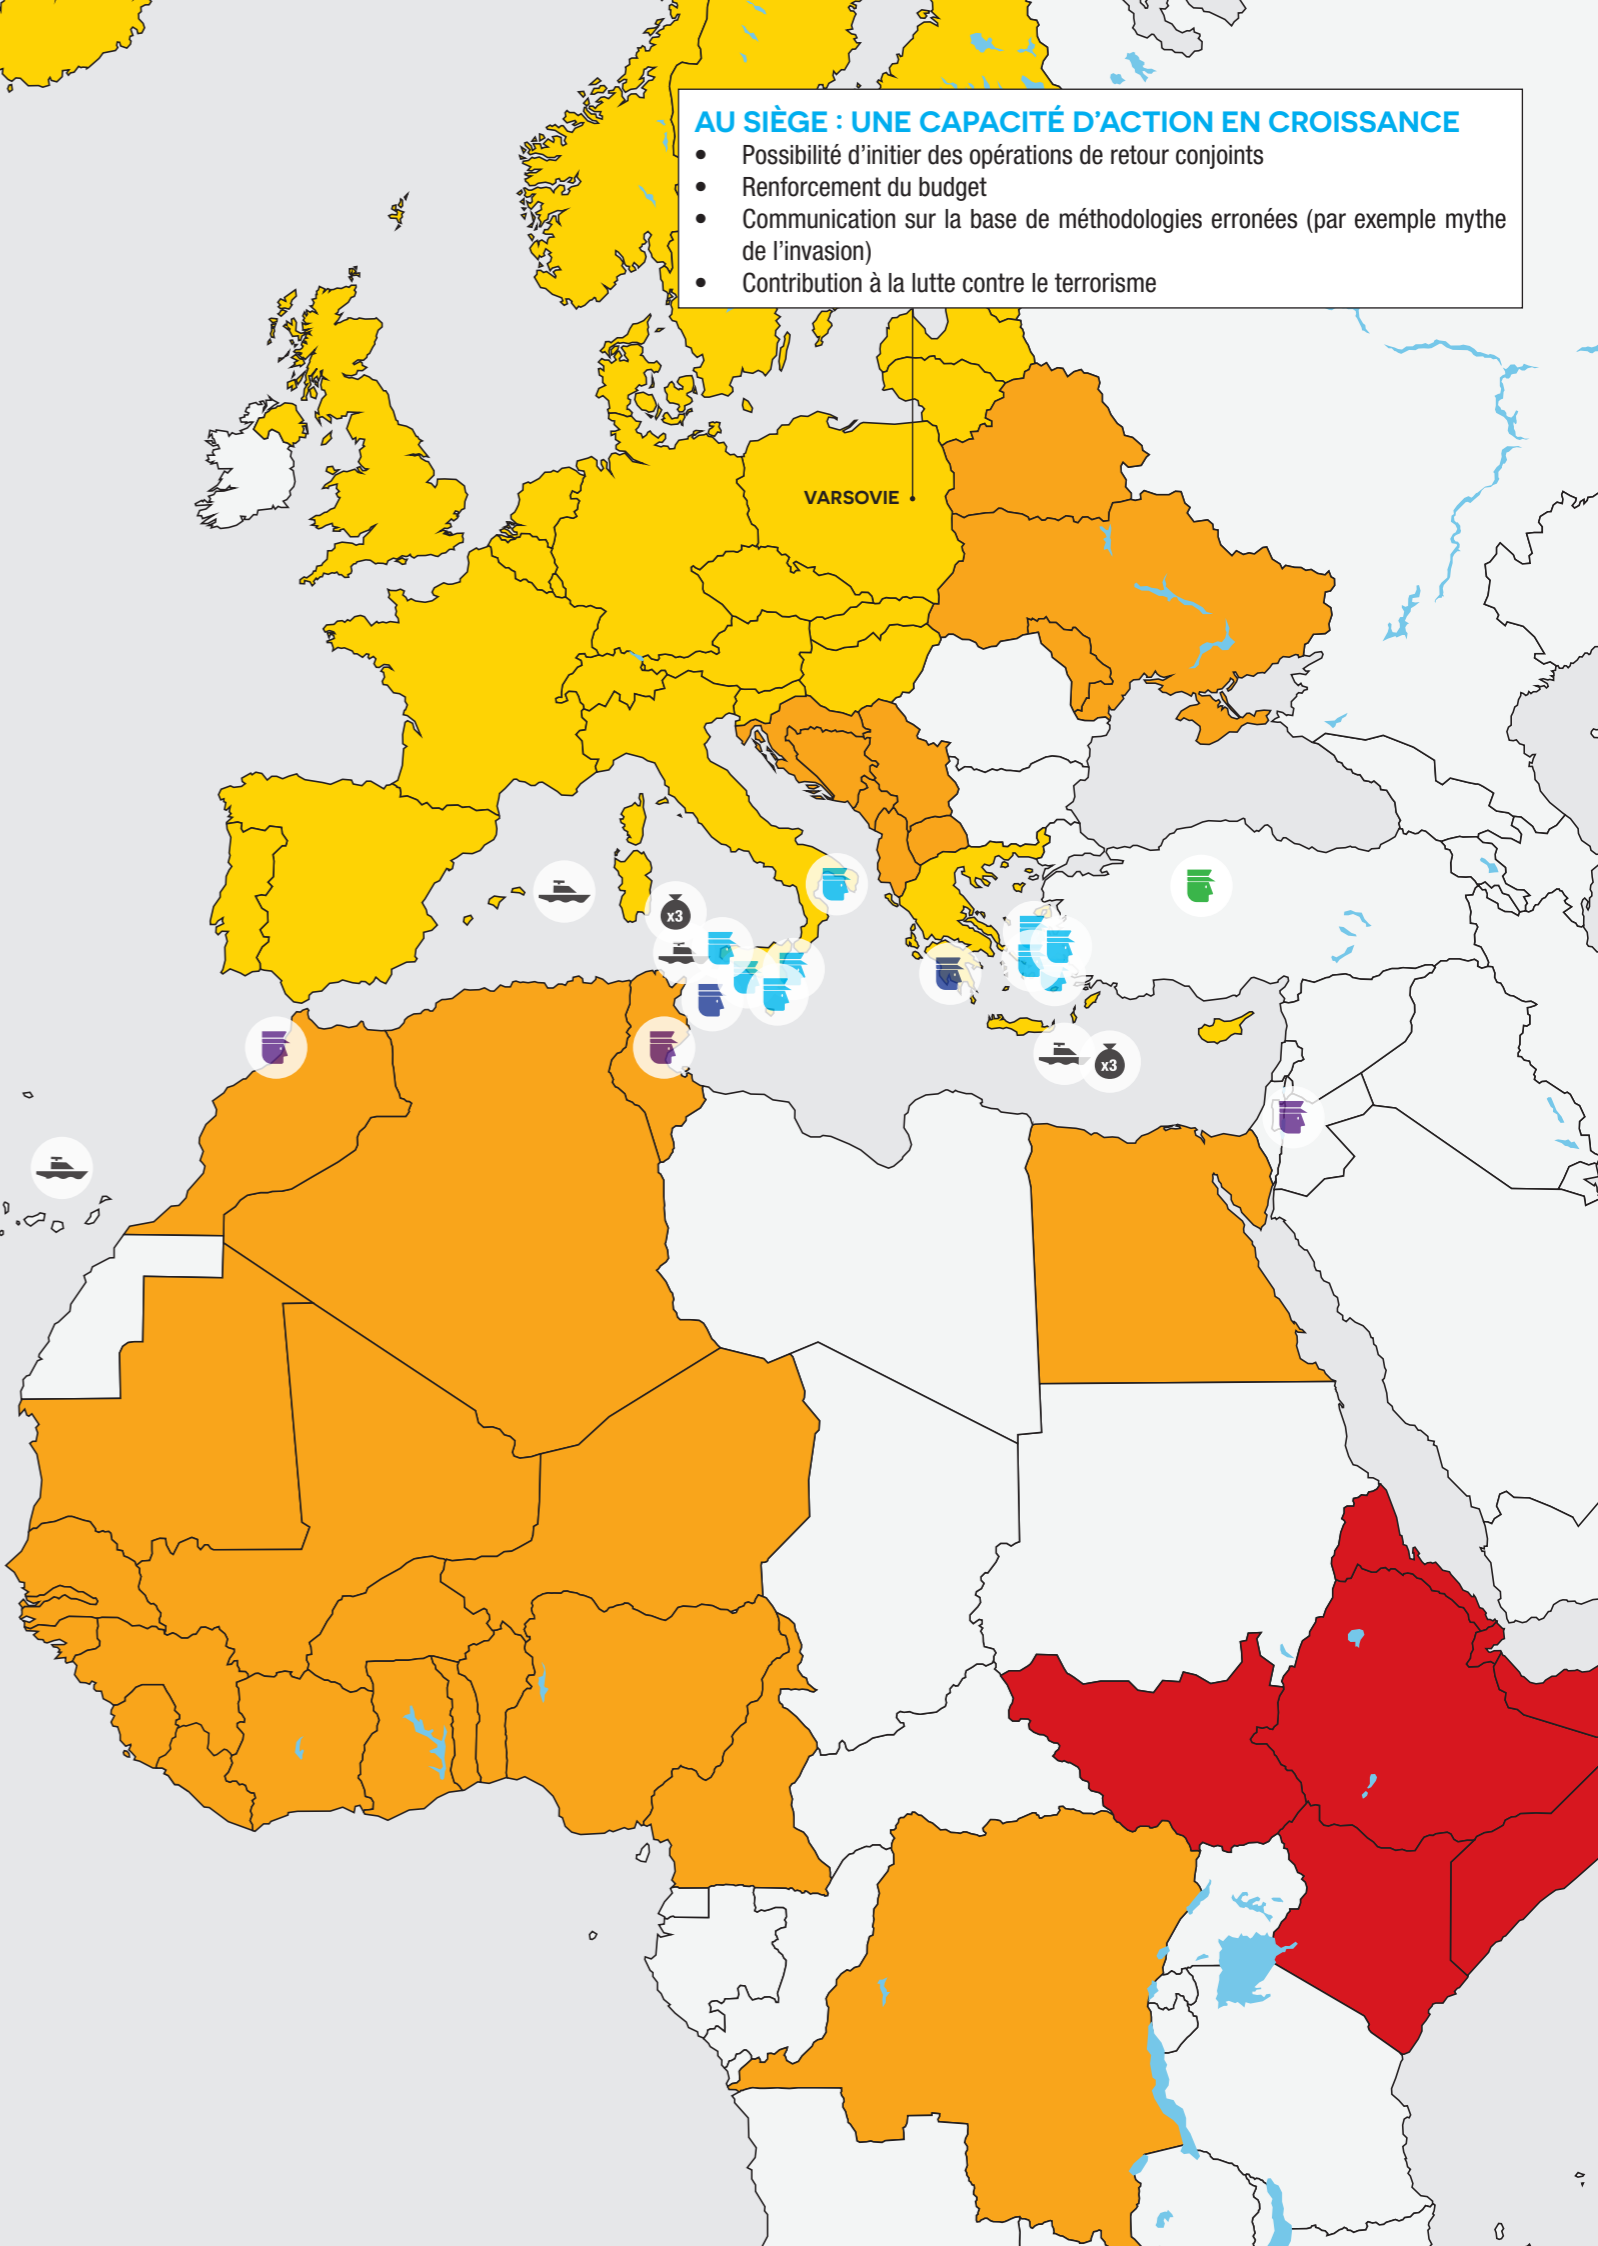 AU SIÈGE : UNE CAPACITÉ D’ACTION EN CROISSANCE
• Possibilité d’initier des opérations de retour conjoints
• Renforcement du budget
• Communication sur la base de méthodologies erronées (par exemple mythe
de l’invasion)
• Contribution à la lutte contre le terrorisme
VARSOVIE
x3
x3